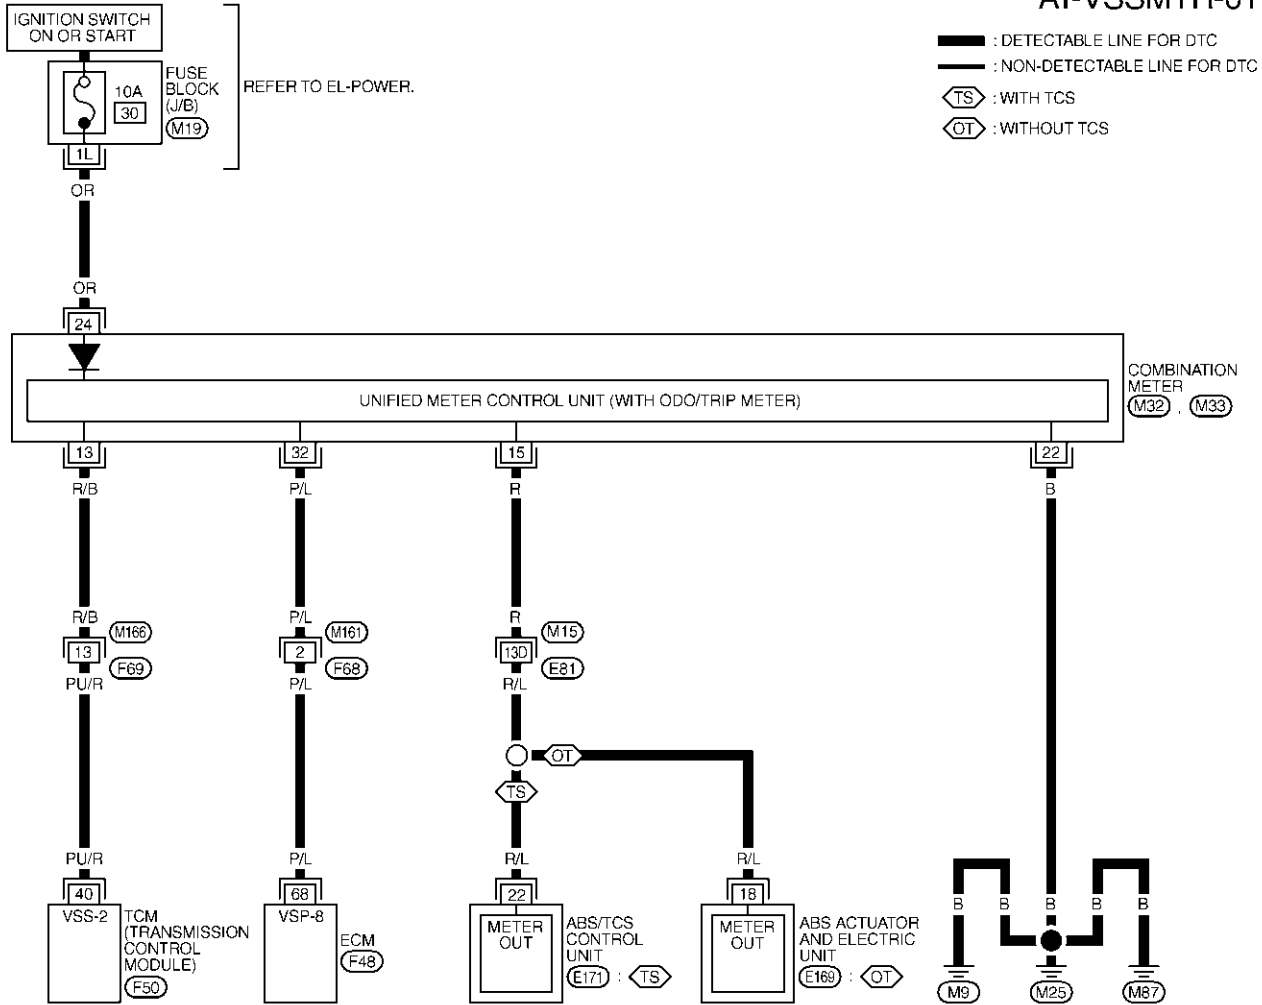 AT-VSSMTR-01
IGNITION SWITCH
ON OR START
FUSE
BLOCK
(J/B)
M19
10A
30
REFER TO EL-POWER.
: DETECTABLE LINE FOR DTC
: NON-DETECTABLE LINE FOR DTC
TS : WITH TCS
OT : WITHOUT TCS
1L
OR
OR
24
UNIFIED METER CONTROL UNIT (WITH ODO/TRIP METER)
COMBINATION
METER
M32 , M33
13 32 15 22
R/B P/L R B
R/B P/L R
M166 M161 M15
13 2 13D
F69 F68 E81
PU/R P/L R/L
OT
TS
PU/R P/L R/L R/L
40 68 22 18
VSS-2
TCM
(TRANSMISSION
CONTROL
MODULE)
F50
VSP-8
ECM
F48
METER
OUT
ABS/TCS
CONTROL
UNIT
E171 : TS
METER
OUT
ABS ACTUATOR
AND ELECTRIC
UNIT
E169 : OT
B B B B B
M9 M25 M87